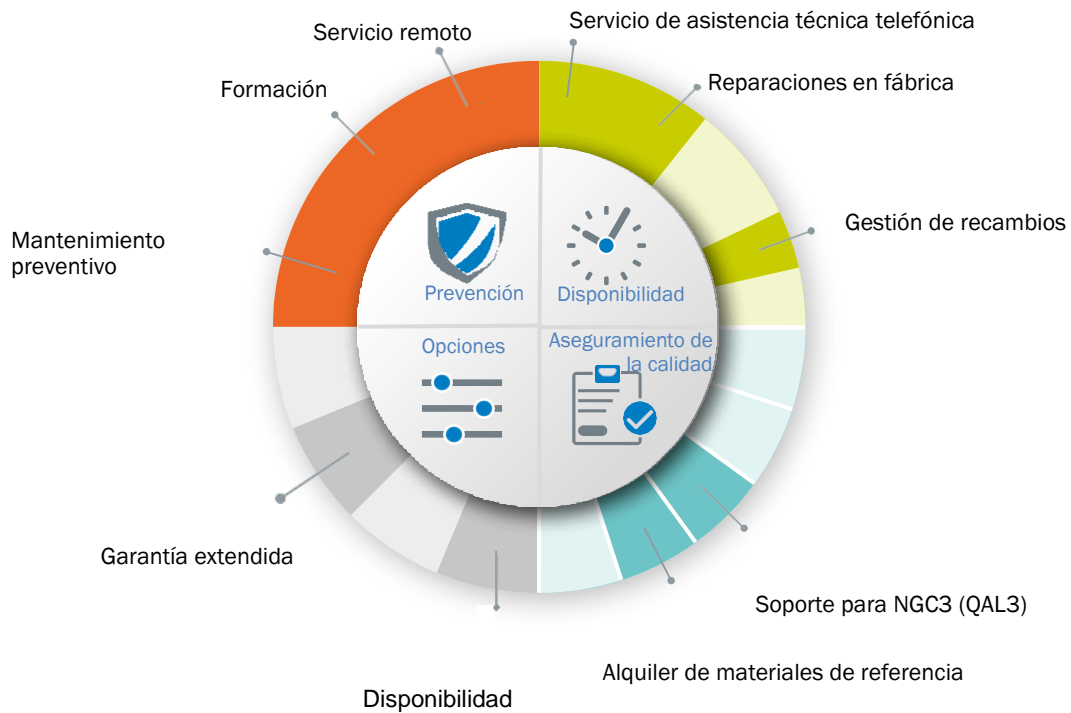 Servicio de asistencia técnica telefónica
Servicio remoto
Reparaciones en fábrica
Formación
Gestión de recambios
Mantenimiento
preventivo
Prevención
Disponibilidad
Opciones
Aseguramiento de
la calidad
Garantía extendida
Soporte para NGC3 (QAL3)
Alquiler de materiales de referencia
Disponibilidad